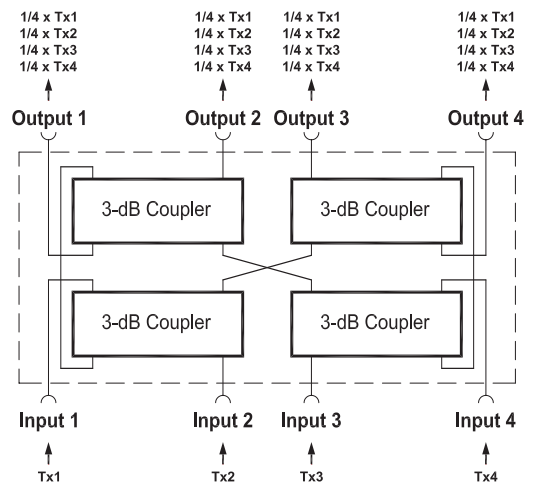 1/4 x Tx1 1/4 x Tx1 1/4 x Tx1 1/4 x Tx1
1/4 x Tx2 1/4 x Tx2 1/4 x Tx2 1/4 x Tx2
1/4 x Tx3 1/4 x Tx3 1/4 x Tx3 1/4 x Tx3
1/4 x Tx4 1/4 x Tx4 1/4 x Tx4 1/4 x Tx4
Output 1 Output 2 Output 3 Output 4
3-dB Coupler 3-dB Coupler
3-dB Coupler 3-dB Coupler
Input 1 Input 2 Input 3 Input 4
Tx1 Tx2 Tx3 Tx4